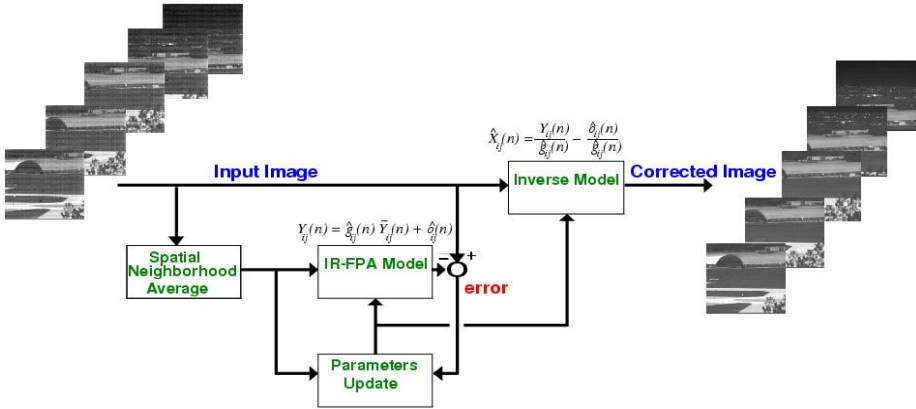 X̂ij(n) = Yij(n)/ĝij(n) − ôij(n)/ĝij(n)
Input Image
Inverse Model
Corrected Image
Yij(n) = ĝij(n) Ȳij(n) + ôij(n)
Spatial
Neighborhood
Average
IR-FPA Model
− +
error
Parameters
Update